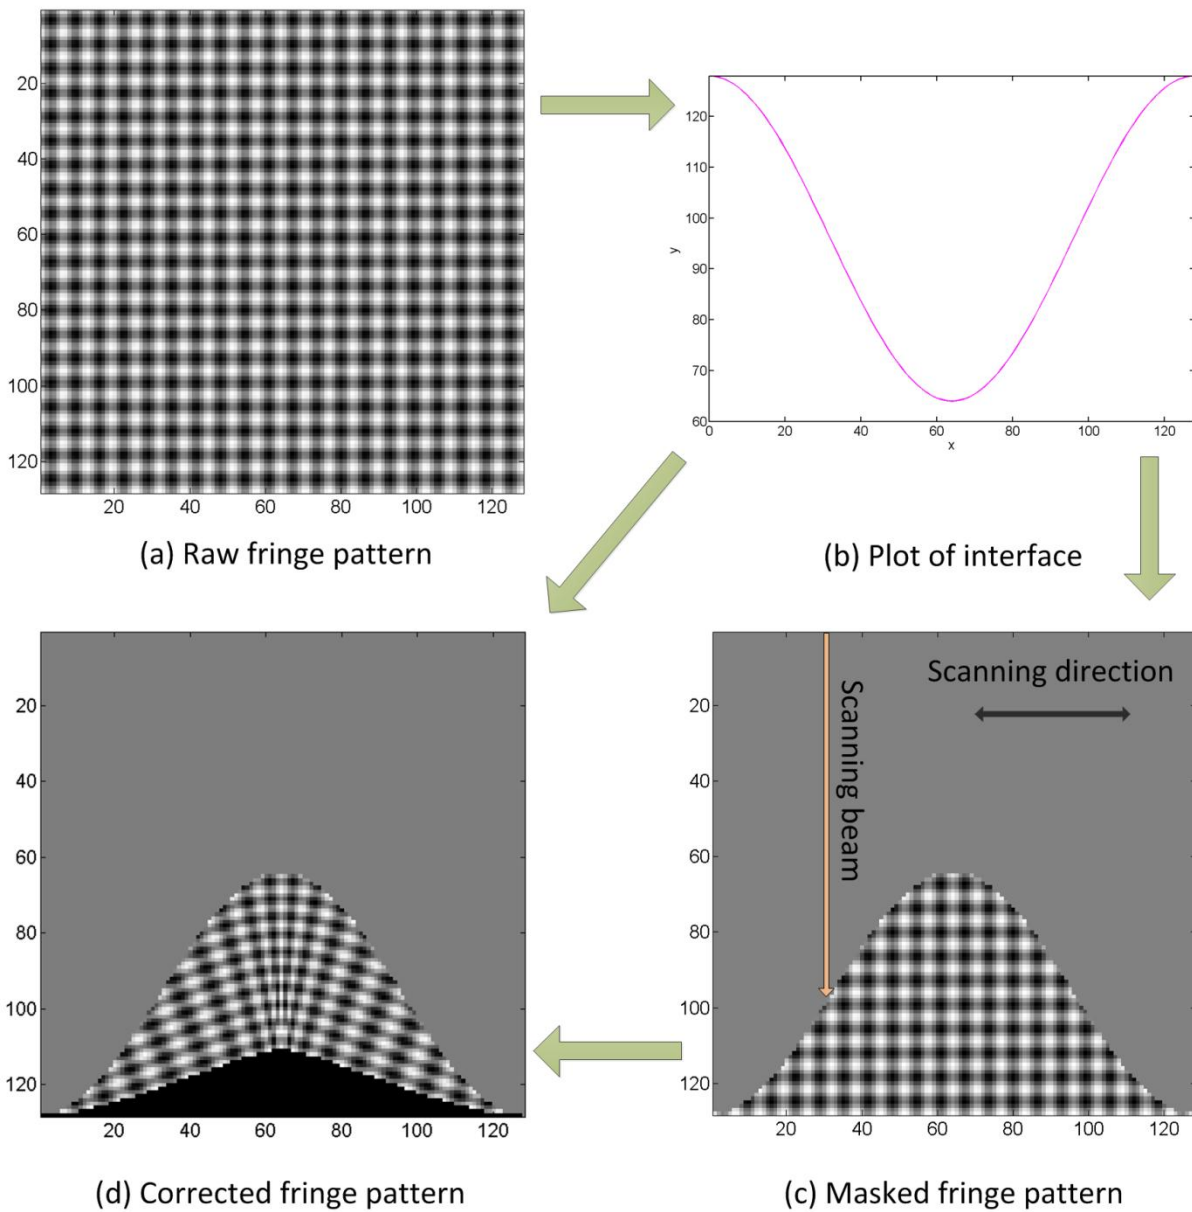 20
40
60
80
100
120
20 40 60 80 100 120
(a) Raw fringe pattern
120
110
100
y
90
80
70
60
0 20 40 60 80 100 120
x
(b) Plot of interface
20
40
60
80
100
120
20 40 60 80 100 120
(d) Corrected fringe pattern
Scanning direction
Scanning beam
20
40
60
80
100
120
20 40 60 80 100 120
(c) Masked fringe pattern